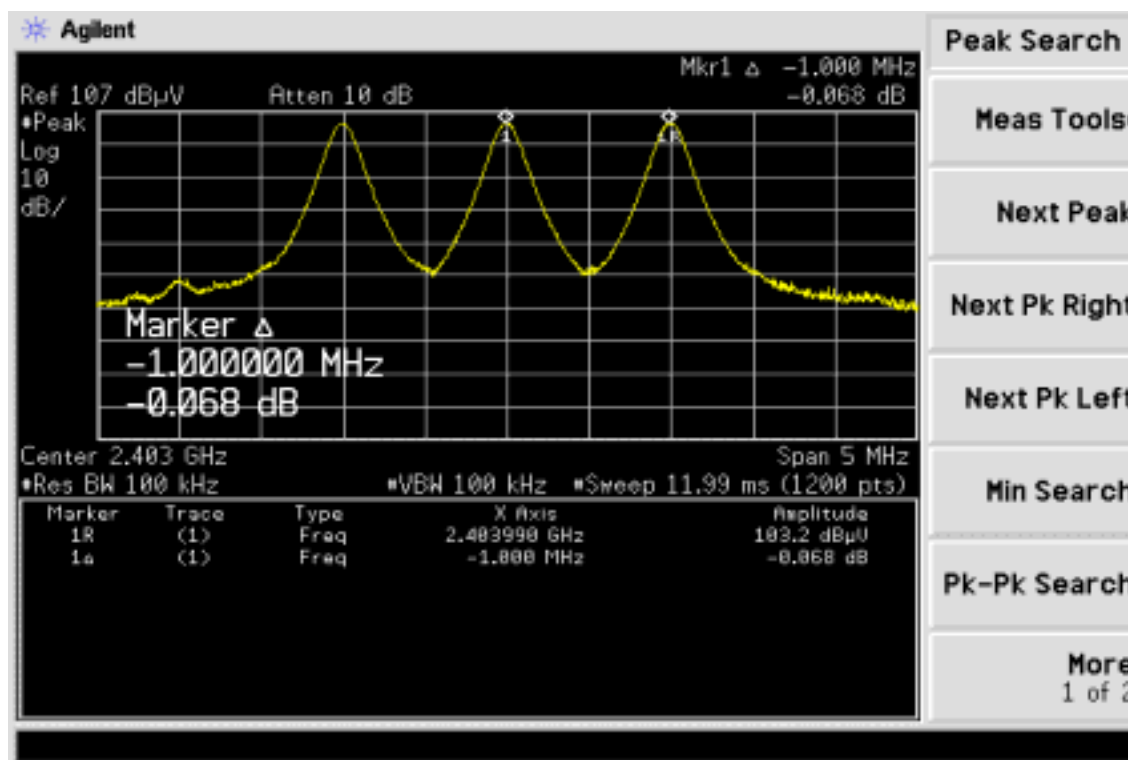 Agilent
Peak Search
Mkr1 Δ -1.000 MHz
Ref 107 dBµV Atten 10 dB -0.068 dB
#Peak
Log
10
dB/
1
1R
Marker Δ
-1.000000 MHz
-0.068 dB
Center 2.403 GHz Span 5 MHz
#Res BW 100 kHz #VBW 100 kHz #Sweep 11.99 ms (1200 pts)
Marker Trace Type X Axis Amplitude
1R (1) Freq 2.403990 GHz 103.2 dBµV
1Δ (1) Freq -1.000 MHz -0.068 dB
Meas Tools
Next Peak
Next Pk Right
Next Pk Left
Min Search
Pk-Pk Search
More
1 of 2